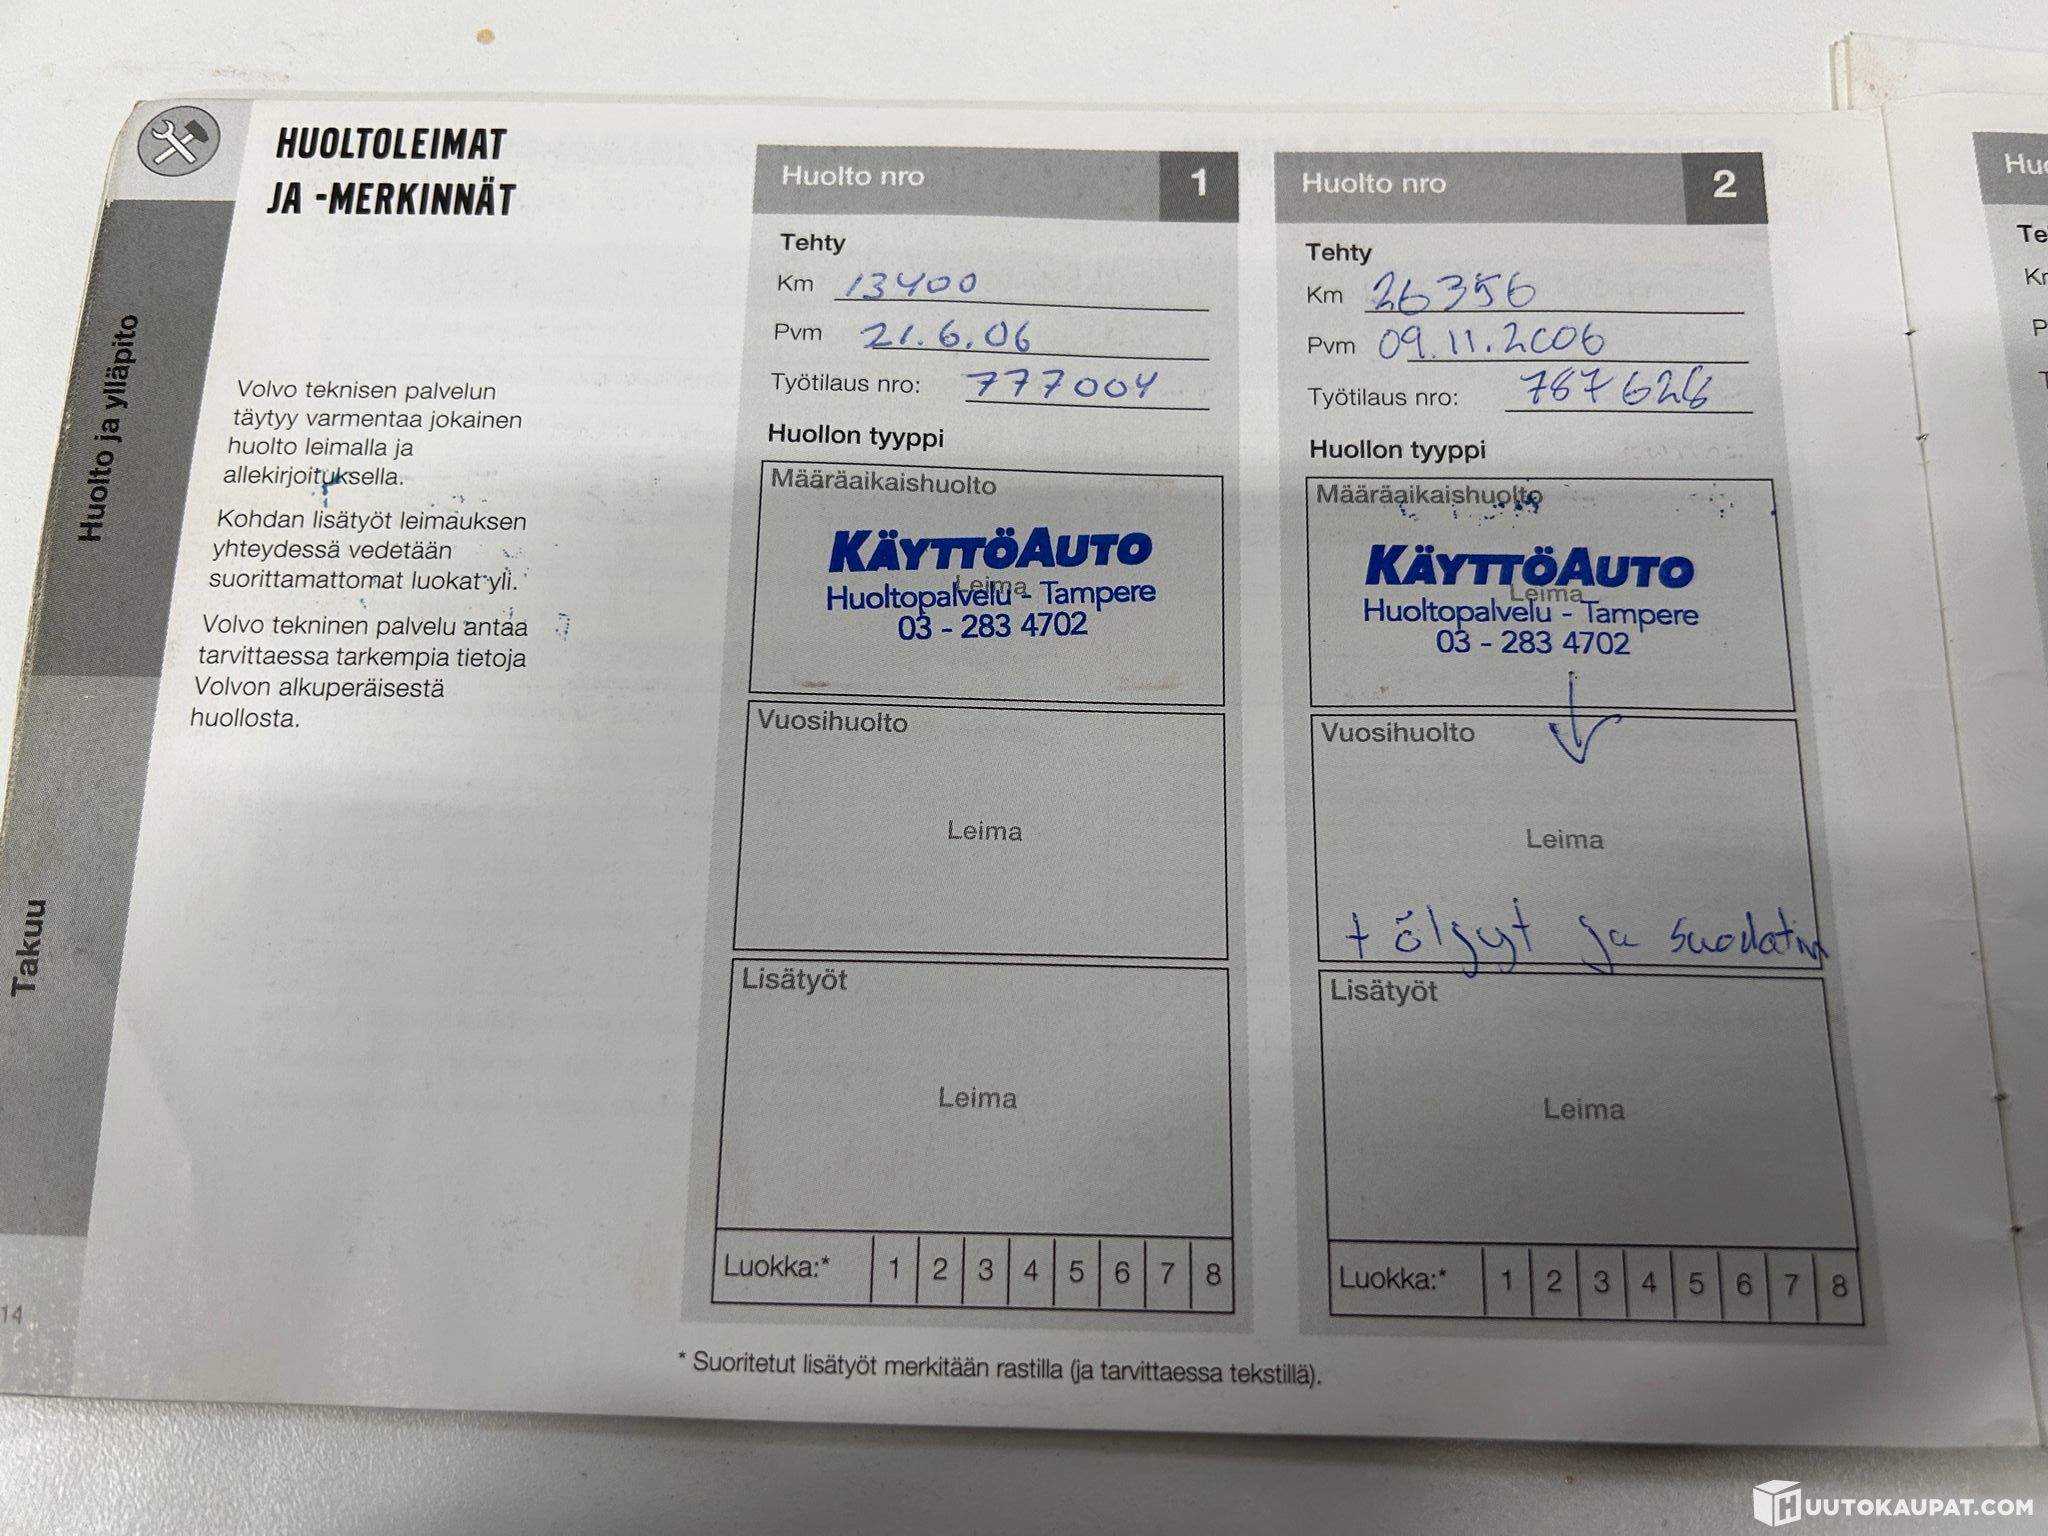 HUOLTOLEIMAT
JA -MERKINNÄT
Huolto ja ylläpito
Takuu
Volvo teknisen palvelun
täytyy varmentaa jokainen
huolto leimalla ja
allekirjoituksella.
Kohdan lisätyöt leimauksen
yhteydessä vedetään
suorittamattomat luokat yli.
Volvo tekninen palvelu antaa
tarvittaessa tarkempia tietoja
Volvon alkuperäisestä
huollosta.
14
Huolto nro 1
Tehty
Km 13400
Pvm 21.6.06
Työtilaus nro: 777004
Huollon tyyppi
Määräaikaishuolto
KÄYTTÖAUTO
Leima
Huoltopalvelu - Tampere
03 - 283 4702
Vuosihuolto
Leima
Lisätyöt
Leima
Luokka:* 1 2 3 4 5 6 7 8
Huolto nro 2
Tehty
Km 26356
Pvm 09.11.2006
Työtilaus nro:
Huollon tyyppi
Määräaikaishuolto
KÄYTTÖAUTO
Leima
Huoltopalvelu - Tampere
03 - 283 4702
Vuosihuolto
Leima
+ öljyt ja
Lisätyöt
Leima
Luokka:* 1 2 3 4 5 6 7 8
* Suoritetut lisätyöt merkitään rastilla (ja tarvittaessa tekstillä).
HUUTOKAUPAT.COM